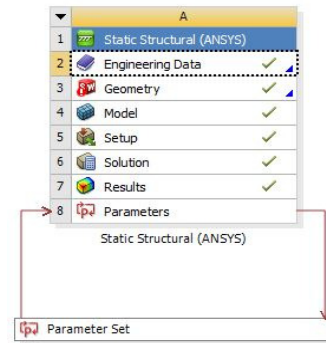 A
1 Static Structural (ANSYS)
2 Engineering Data
3 Geometry
4 Model
5 Setup
6 Solution
7 Results
8 Parameters
Static Structural (ANSYS)
Parameter Set